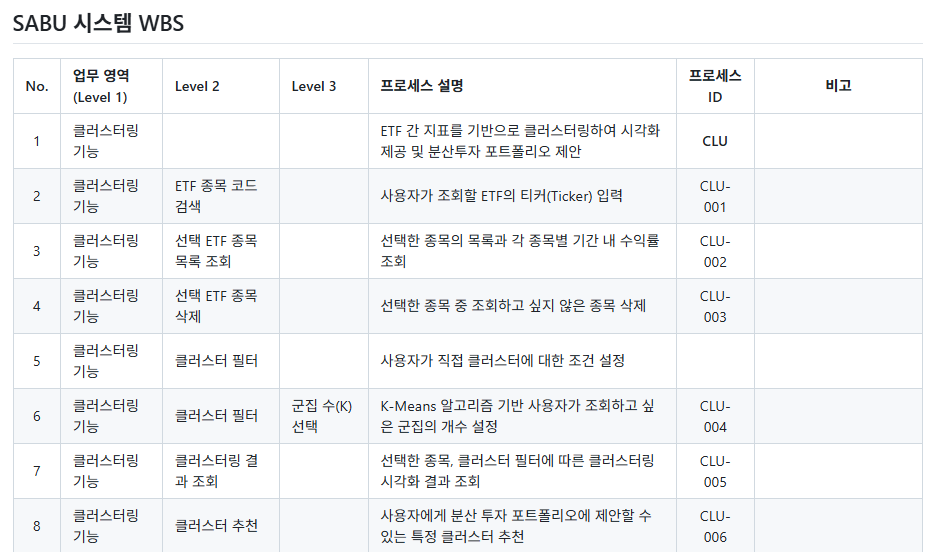 SABU 시스템 WBS
No. 업무 영역 (Level 1) Level 2 Level 3 프로세스 설명 프로세스 ID 비고
1 클러스터링 기능 ETF 간 지표를 기반으로 클러스터링하여 시각화 제공 및 분산투자 포트폴리오 제안 CLU
2 클러스터링 기능 ETF 종목 코드 검색 사용자가 조회할 ETF의 티커(Ticker) 입력 CLU-001
3 클러스터링 기능 선택 ETF 종목 목록 조회 선택한 종목의 목록과 각 종목별 기간 내 수익률 조회 CLU-002
4 클러스터링 기능 선택 ETF 종목 삭제 선택한 종목 중 조회하고 싶지 않은 종목 삭제 CLU-003
5 클러스터링 기능 클러스터 필터 사용자가 직접 클러스터에 대한 조건 설정
6 클러스터링 기능 클러스터 필터 군집 수(K) 선택 K-Means 알고리즘 기반 사용자가 조회하고 싶은 군집의 개수 설정 CLU-004
7 클러스터링 기능 클러스터링 결과 조회 선택한 종목, 클러스터 필터에 따른 클러스터링 시각화 결과 조회 CLU-005
8 클러스터링 기능 클러스터 추천 사용자에게 분산 투자 포트폴리오에 제안할 수 있는 특정 클러스터 추천 CLU-006